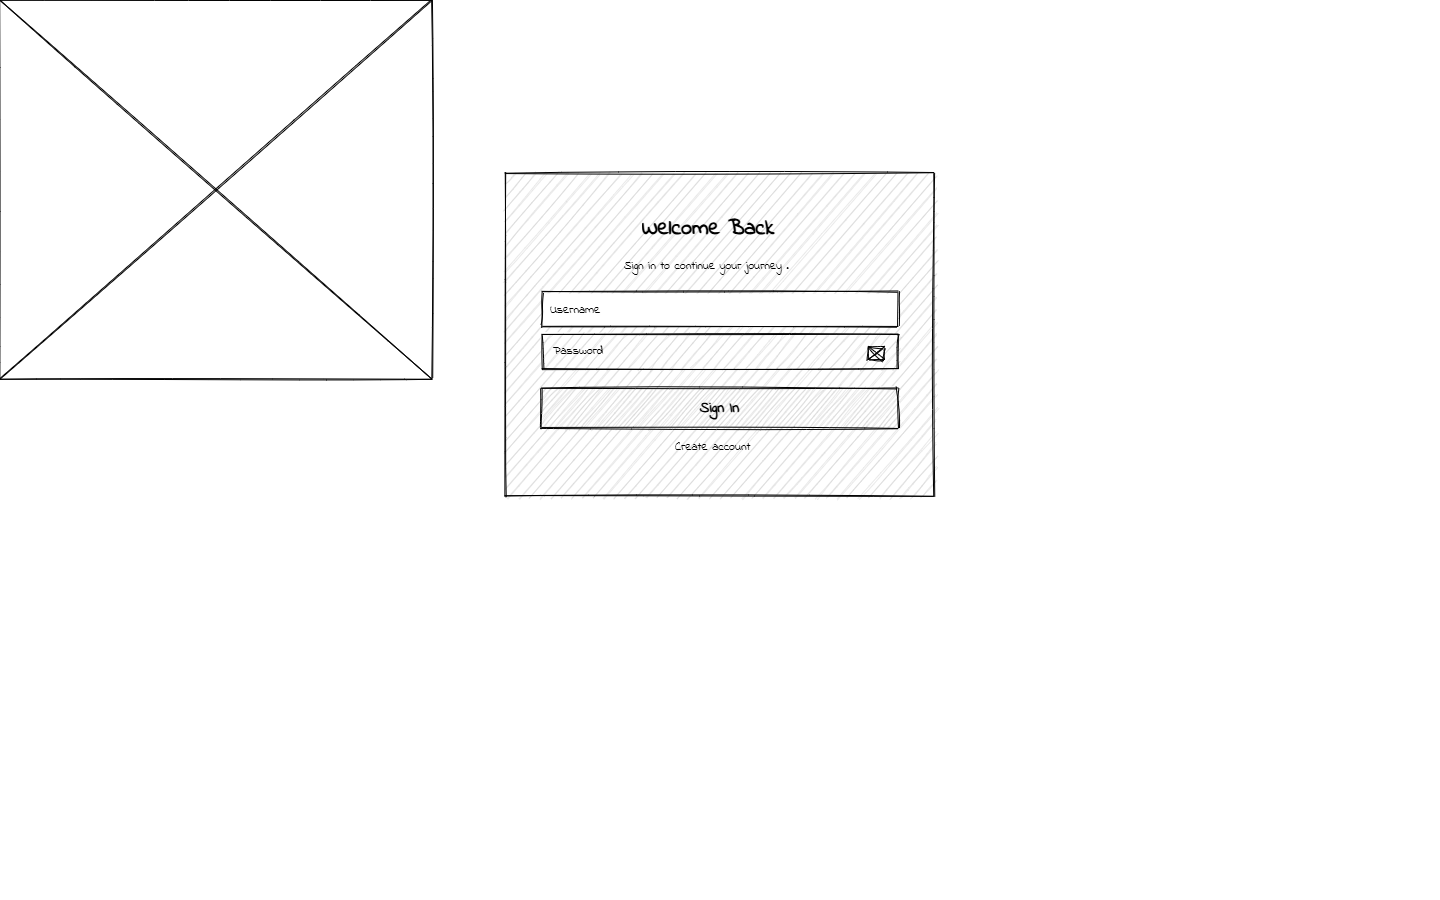 Welcome Back
Sign in to continue your journey .
Username
Password
Sign In
Create account